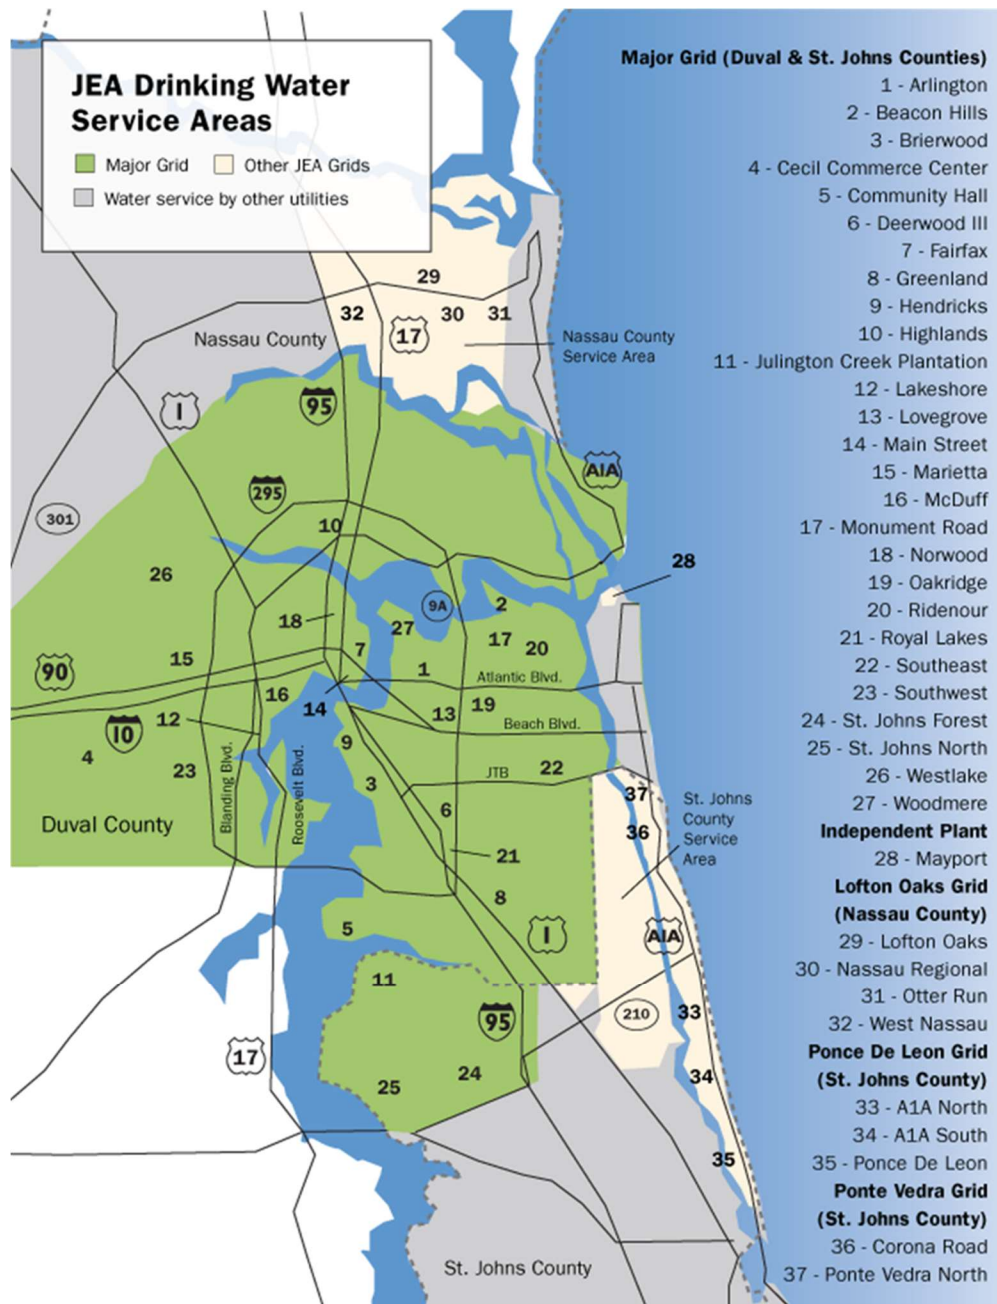 JEA Drinking Water
Service Areas
Major Grid
Other JEA Grids
Water service by other utilities
Major Grid (Duval & St. Johns Counties)
1 - Arlington
2 - Beacon Hills
3 - Brierwood
4 - Cecil Commerce Center
5 - Community Hall
6 - Deerwood III
7 - Fairfax
8 - Greenland
9 - Hendricks
10 - Highlands
11 - Julington Creek Plantation
12 - Lakeshore
13 - Lovegrove
14 - Main Street
15 - Marietta
16 - McDuff
17 - Monument Road
18 - Norwood
19 - Oakridge
20 - Ridenour
21 - Royal Lakes
22 - Southeast
23 - Southwest
24 - St. Johns Forest
25 - St. Johns North
26 - Westlake
27 - Woodmere
Independent Plant
28 - Mayport
Lofton Oaks Grid
(Nassau County)
29 - Lofton Oaks
30 - Nassau Regional
31 - Otter Run
32 - West Nassau
Ponce De Leon Grid
(St. Johns County)
33 - A1A North
34 - A1A South
35 - Ponce De Leon
Ponte Vedra Grid
(St. Johns County)
36 - Corona Road
37 - Ponte Vedra North
29
32
30
31
17
Nassau County
Nassau County
Service Area
1
95
A1A
295
301
10
28
26
9A
2
18
27
17
20
7
15
1
90
Atlantic Blvd.
16
14
13
19
12
10
Beach Blvd.
9
4
23
Blanding Blvd.
Roosevelt Blvd.
3
JTB
22
37
St. Johns
County
Service
Area
6
36
Duval County
21
8
5
1
A1A
11
95
210
33
17
25
24
34
35
St. Johns County